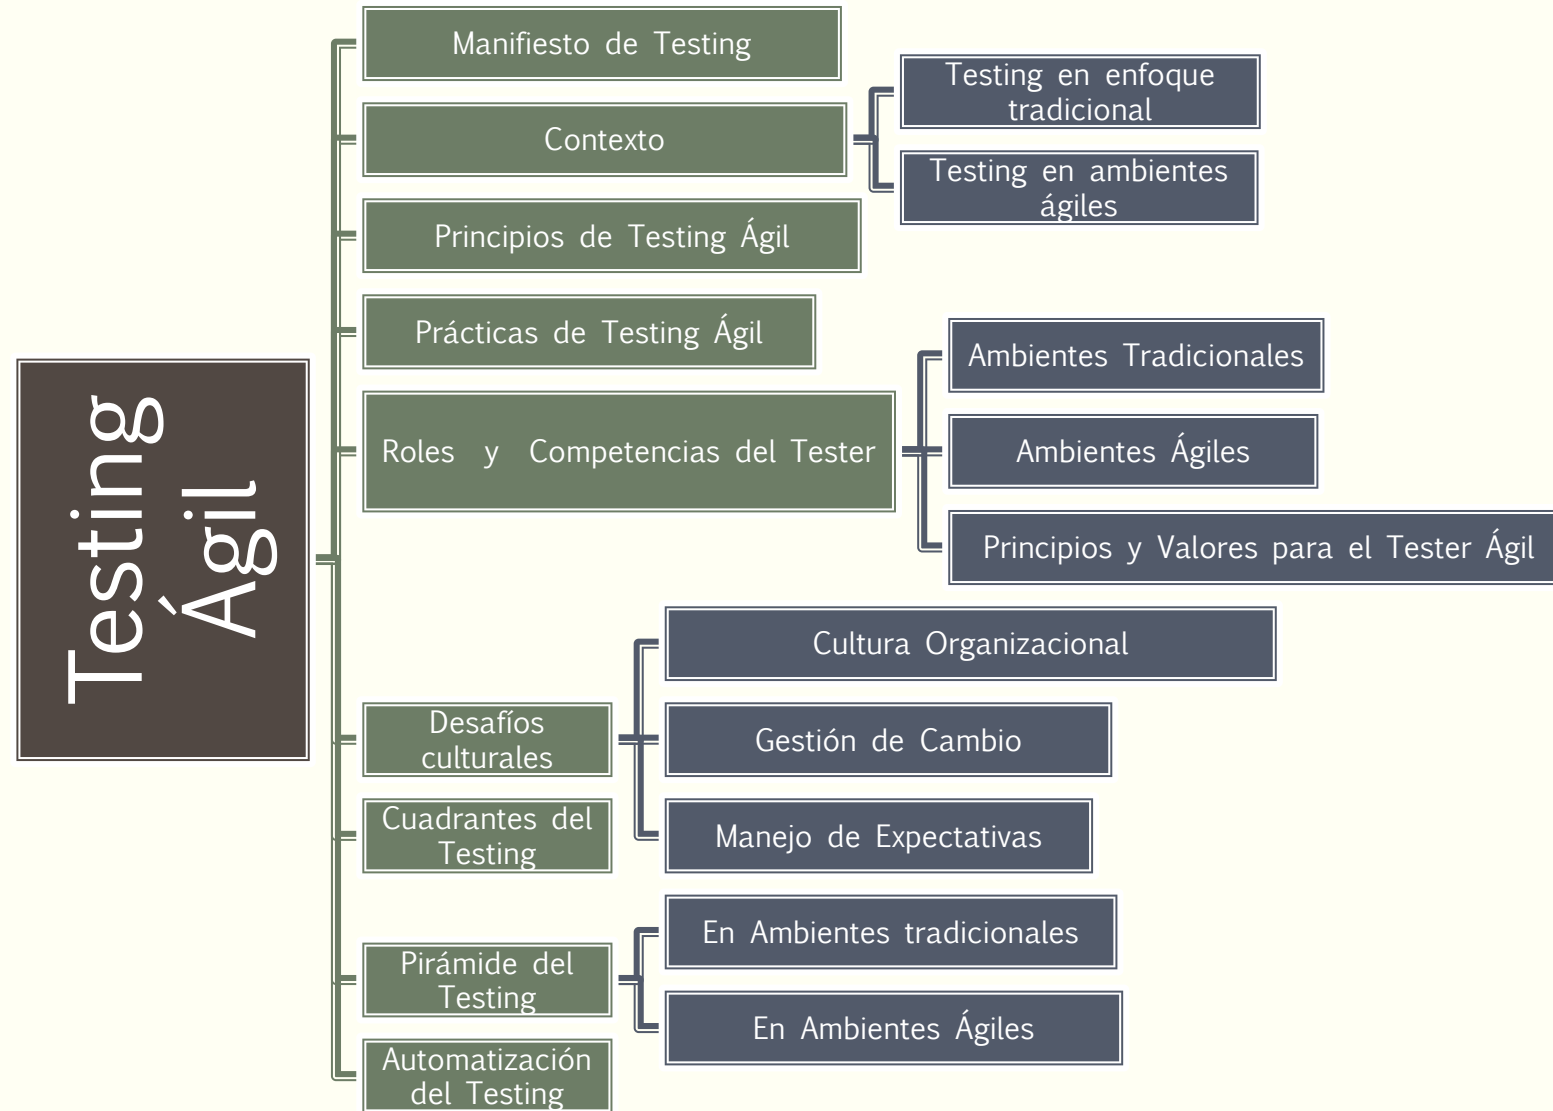 Testing
Ágil
Manifiesto de Testing
Contexto
Testing en enfoque
tradicional
Testing en ambientes
ágiles
Principios de Testing Ágil
Prácticas de Testing Ágil
Roles y Competencias del Tester
Ambientes Tradicionales
Ambientes Ágiles
Principios y Valores para el Tester Ágil
Desafíos
culturales
Cultura Organizacional
Gestión de Cambio
Manejo de Expectativas
Cuadrantes del
Testing
Pirámide del
Testing
En Ambientes tradicionales
En Ambientes Ágiles
Automatización
del Testing